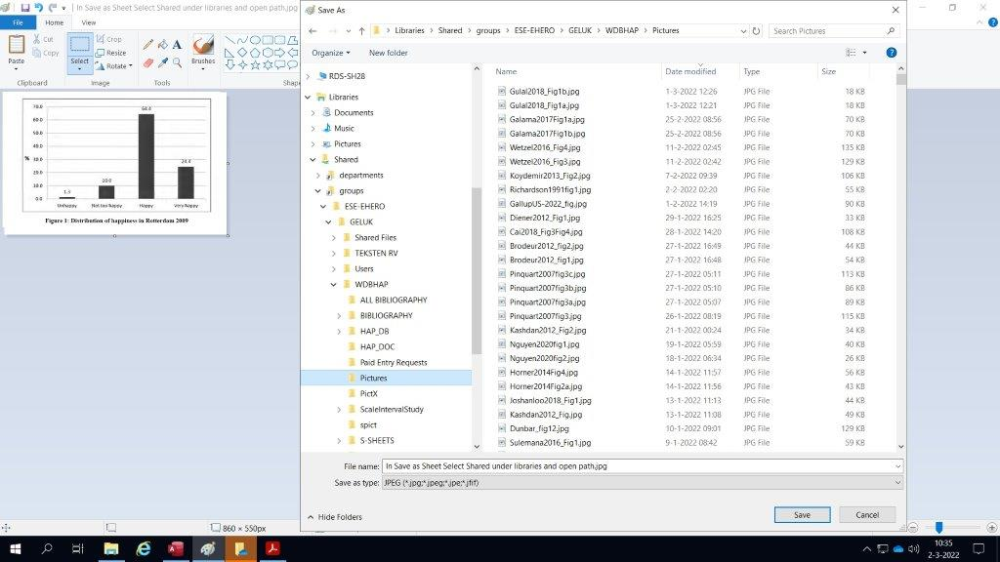 In Save as Sheet Select Shared under libraries and open path.jpg
File
Home
View
Paste
Cut
Copy
Clipboard
Select
Crop
Resize
Rotate
Image
Tools
Brushes
Shape
70.0
60.0
50.0
40.0
30.0
20.0
10.0
0.0
%
1.3
10.0
64.4
24.3
Unhappy
Not too happy
Happy
Very happy
Figure 1: Distribution of happiness in Rotterdam 2009
Save As
Libraries > Shared > groups > ESE-EHERO > GELUK > WDBHAP > Pictures
Search Pictures
Organize
New folder
RDS-SH28
Libraries
Documents
Music
Pictures
Shared
departments
groups
ESE-EHERO
GELUK
Shared Files
TEKSTEN RV
Users
WDBHAP
ALL BIBLIOGRAPHY
BIBLIOGRAPHY
HAP_DB
HAP_DOC
Paid Entry Requests
Pictures
PictX
ScaleIntervalStudy
spict
S-SHEETS
Name Date modified Type Size
Gulal2018_Fig1b.jpg 1-3-2022 12:26 JPG File 18 KB
Gulal2018_Fig1a.jpg 1-3-2022 12:21 JPG File 18 KB
Galama2017Fig1a.jpg 25-2-2022 08:56 JPG File 70 KB
Galama2017Fig1b.jpg 25-2-2022 08:56 JPG File 70 KB
Wetzel2016_Fig4.jpg 11-2-2022 02:45 JPG File 135 KB
Wetzel2016_Fig3.jpg 11-2-2022 02:42 JPG File 129 KB
Koydemir2013_Fig2.jpg 7-2-2022 09:39 JPG File 106 KB
Richardson1991fig1.jpg 2-2-2022 02:20 JPG File 55 KB
GallupUS-2022_fig.jpg 1-2-2022 14:19 JPG File 90 KB
Diener2012_Fig1.jpg 29-1-2022 16:25 JPG File 33 KB
Cai2018_Fig3Fig4.jpg 28-1-2022 14:20 JPG File 108 KB
Brodeur2012_fig2.jpg 27-1-2022 16:49 JPG File 44 KB
Brodeur2012_fig1.jpg 27-1-2022 16:48 JPG File 54 KB
Pinquart2007fig3c.jpg 27-1-2022 05:11 JPG File 113 KB
Pinquart2007fig3b.jpg 27-1-2022 05:10 JPG File 86 KB
Pinquart2007fig3a.jpg 27-1-2022 05:07 JPG File 89 KB
Pinquart2007fig3.jpg 26-1-2022 08:19 JPG File 115 KB
Kashdan2012_Fig2.jpg 21-1-2022 00:24 JPG File 34 KB
Nguyen2020fig1.jpg 19-1-2022 05:59 JPG File 40 KB
Nguyen2020fig2.jpg 18-1-2022 06:34 JPG File 26 KB
Horner2014Fig4.jpg 14-1-2022 11:57 JPG File 56 KB
Horner2014Fig2a.jpg 14-1-2022 11:56 JPG File 43 KB
Joshanloo2018_Fig1.jpg 13-1-2022 11:13 JPG File 44 KB
Kashdan2012_Fig.jpg 13-1-2022 11:08 JPG File 49 KB
Dunbar_fig12.jpg 10-1-2022 09:01 JPG File 129 KB
Sulemana2016_Fig1.jpg 9-1-2022 08:42 JPG File 59 KB
File name: In Save as Sheet Select Shared under libraries and open path.jpg
Save as type: JPEG (*.jpg;*.jpeg;*.jpe;*.jfif)
Hide Folders
Save
Cancel
860 × 550px
10:35
2-3-2022